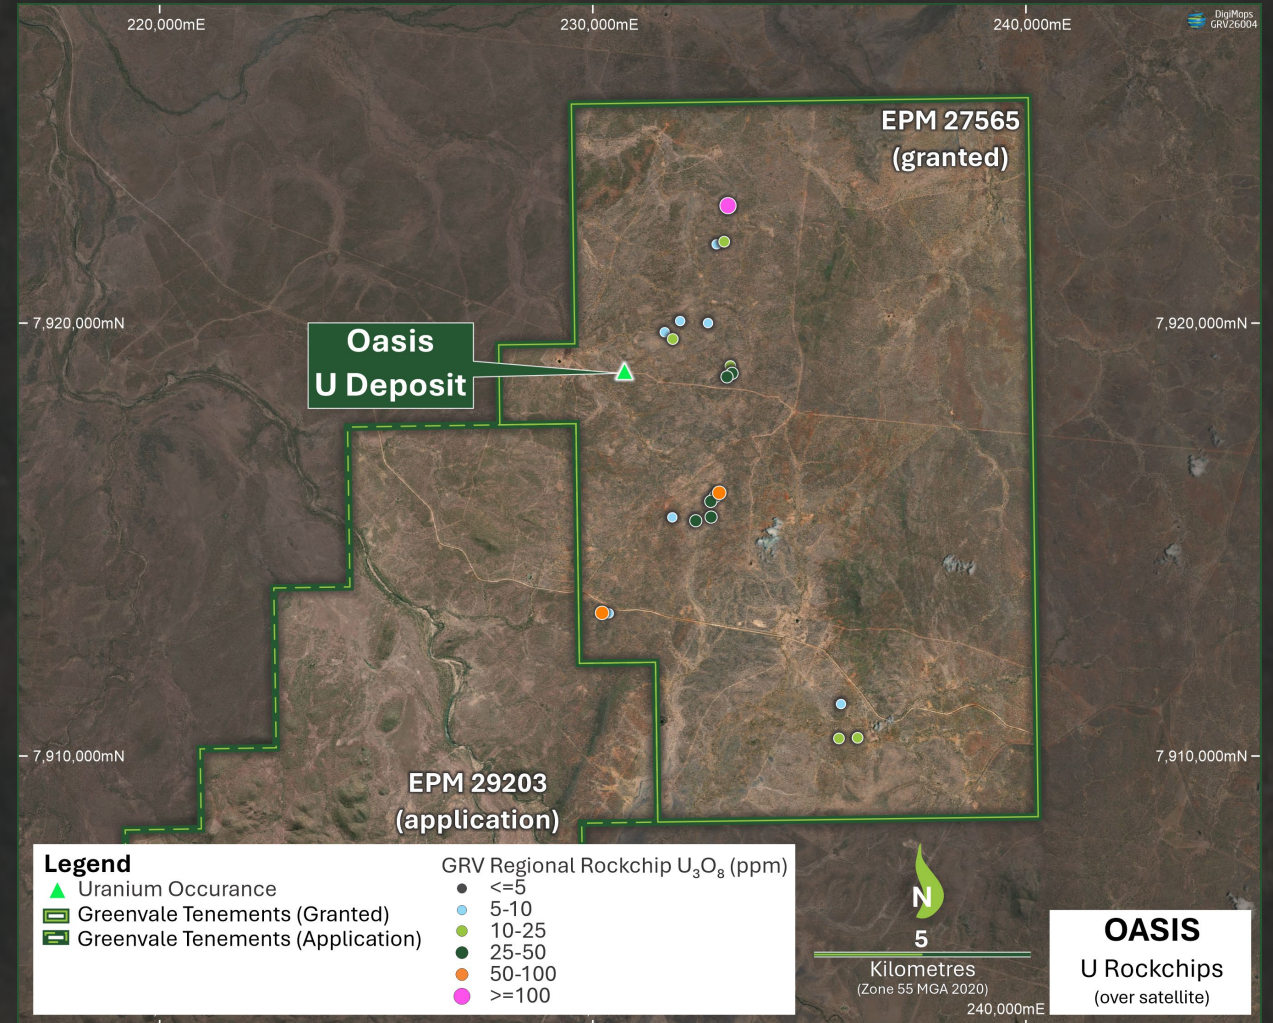 220,000mE
230,000mE
240,000mE
DigiMaps
GRV26004
EPM 27565
(granted)
7,920,000mN
7,920,000mN
Oasis
U Deposit
7,910,000mN
7,910,000mN
EPM 29203
(application)
Legend
Uranium Occurance
Greenvale Tenements (Granted)
Greenvale Tenements (Application)
GRV Regional Rockchip U₃O₈ (ppm)
<=5
5-10
10-25
25-50
50-100
>=100
N
5
Kilometres
(Zone 55 MGA 2020)
OASIS
U Rockchips
(over satellite)
240,000mE